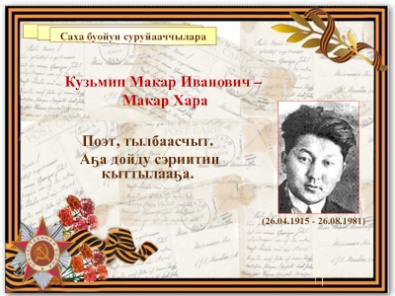 Саха буойун суруйааччылара
Кузьмин Макар Иванович –
Макар Хара
Поэт, тылбаасчыт.
Аҕа дойду сэриитин
кыттылааҕа.
(26.04.1915 - 26.08.1981)